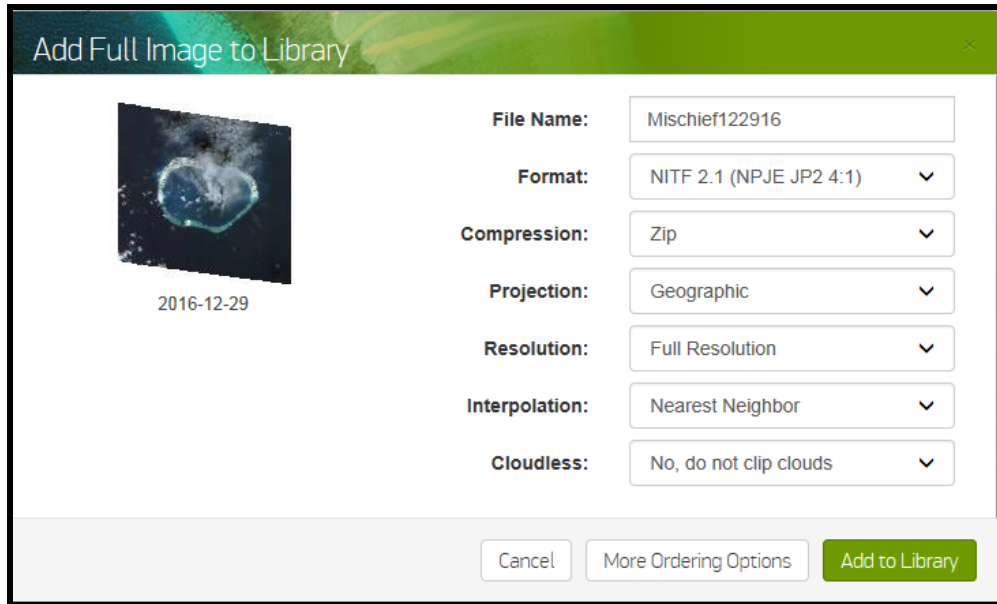 Add Full Image to Library
×
2016-12-29
File Name: Mischief122916
Format: NITF 2.1 (NPJE JP2 4:1)
Compression: Zip
Projection: Geographic
Resolution: Full Resolution
Interpolation: Nearest Neighbor
Cloudless: No, do not clip clouds
Cancel More Ordering Options Add to Library